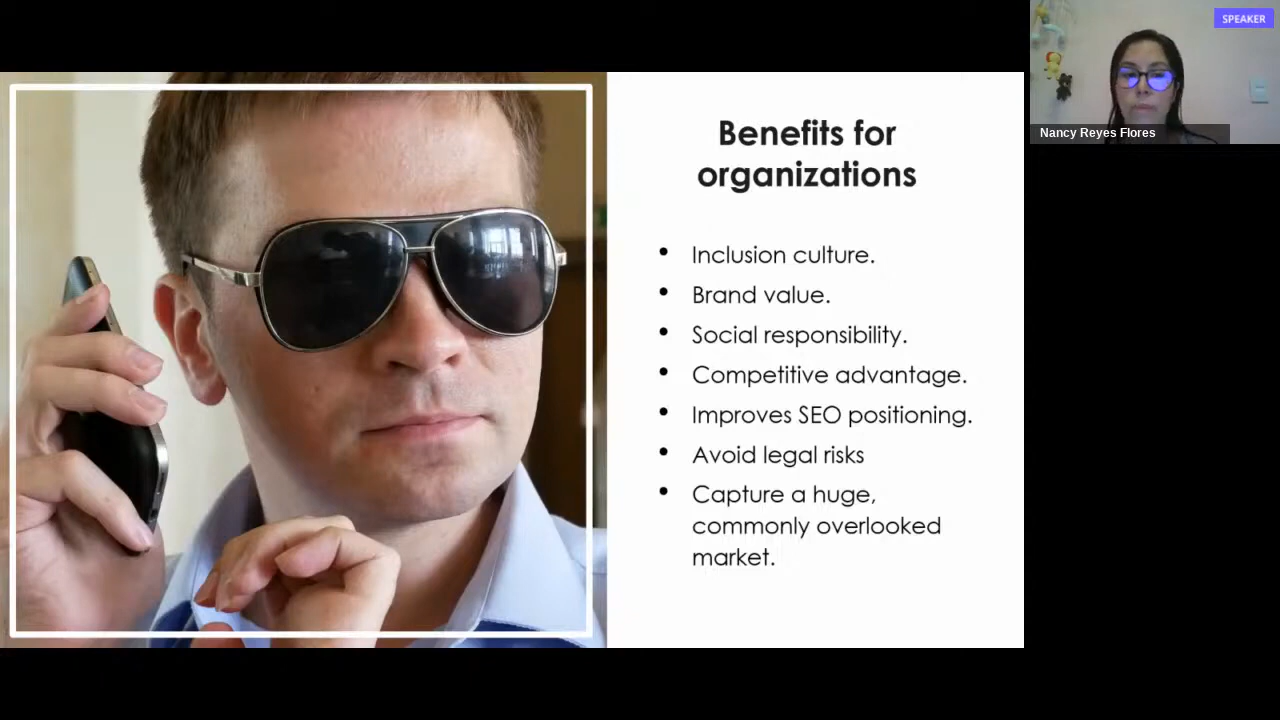 SPEAKER
Nancy Reyes Flores
Benefits for
organizations
• Inclusion culture.
• Brand value.
• Social responsibility.
• Competitive advantage.
• Improves SEO positioning.
• Avoid legal risks
• Capture a huge,
commonly overlooked
market.